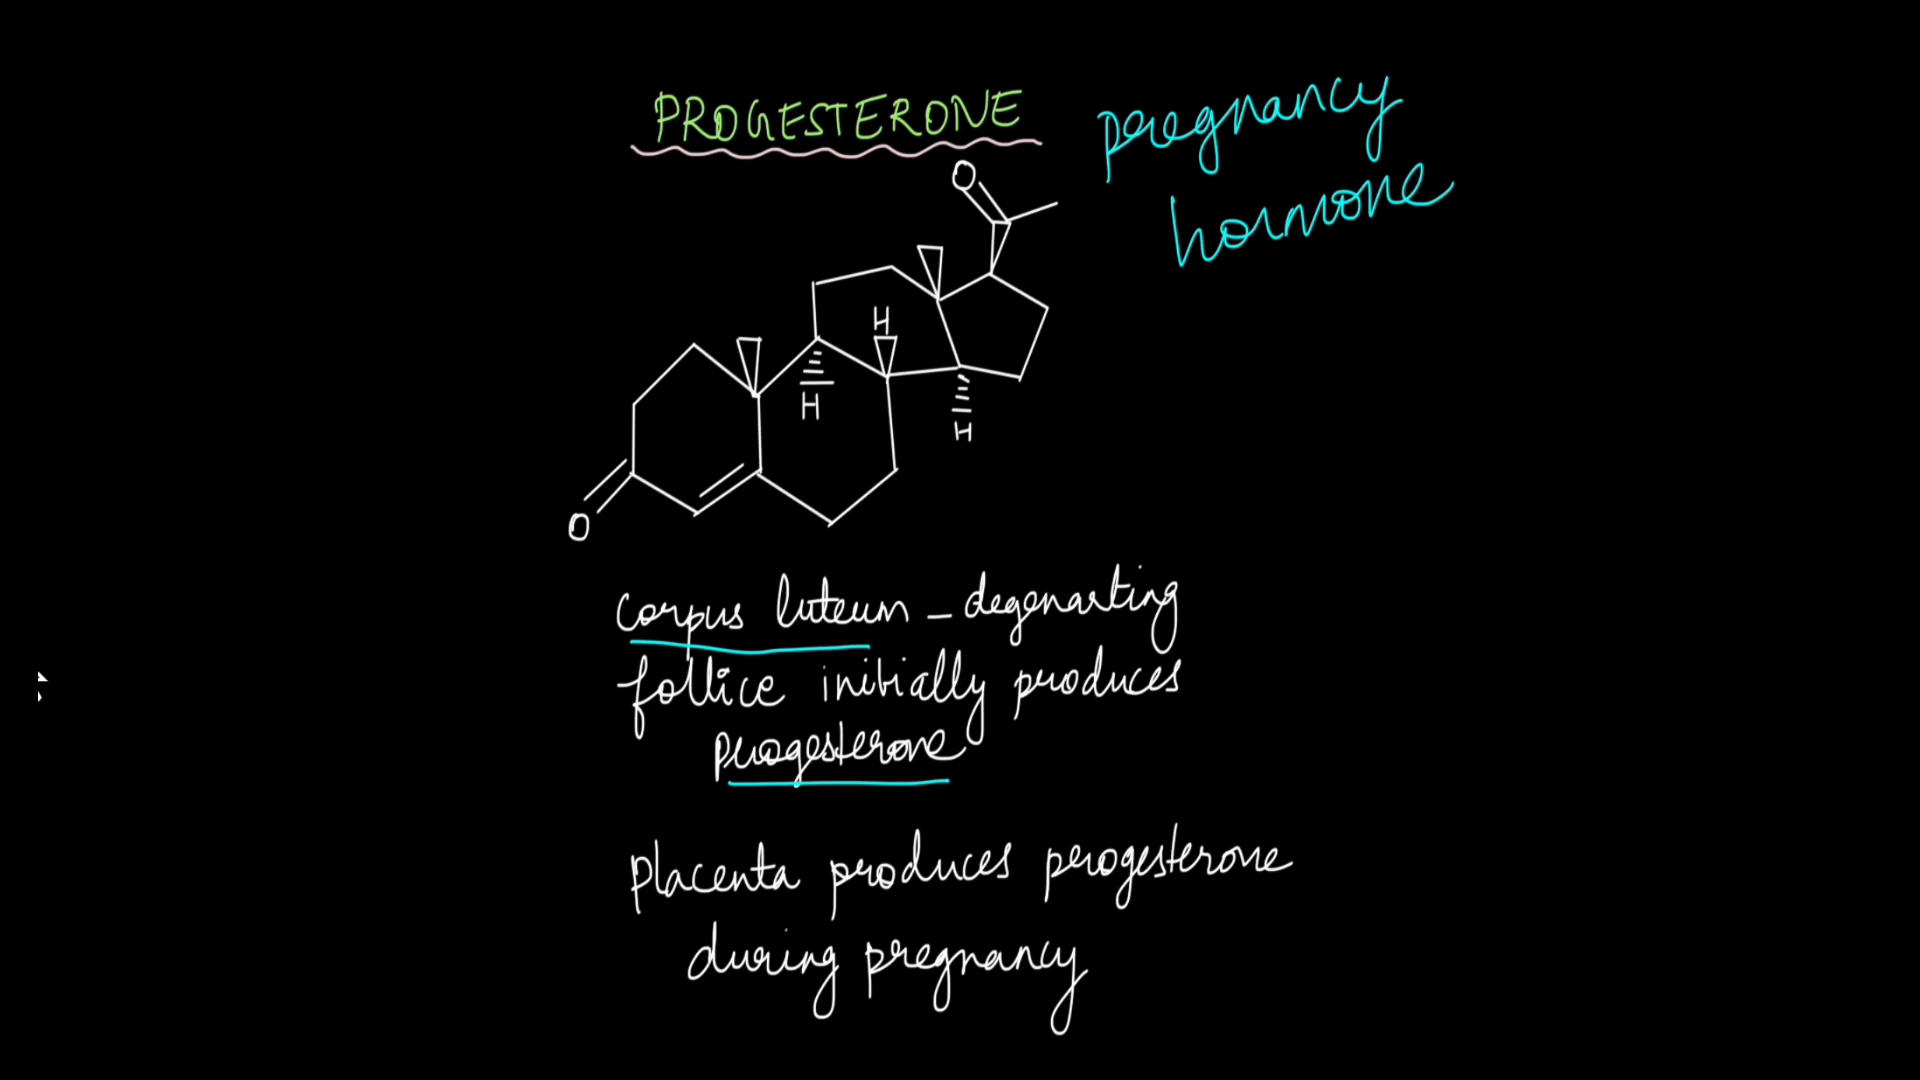 PROGESTERONE
pregnancy
hormone
O
H
H
H
O
corpus luteum - degenarting
follice initially produces
progesterone
placenta produces progesterone
during pregnancy